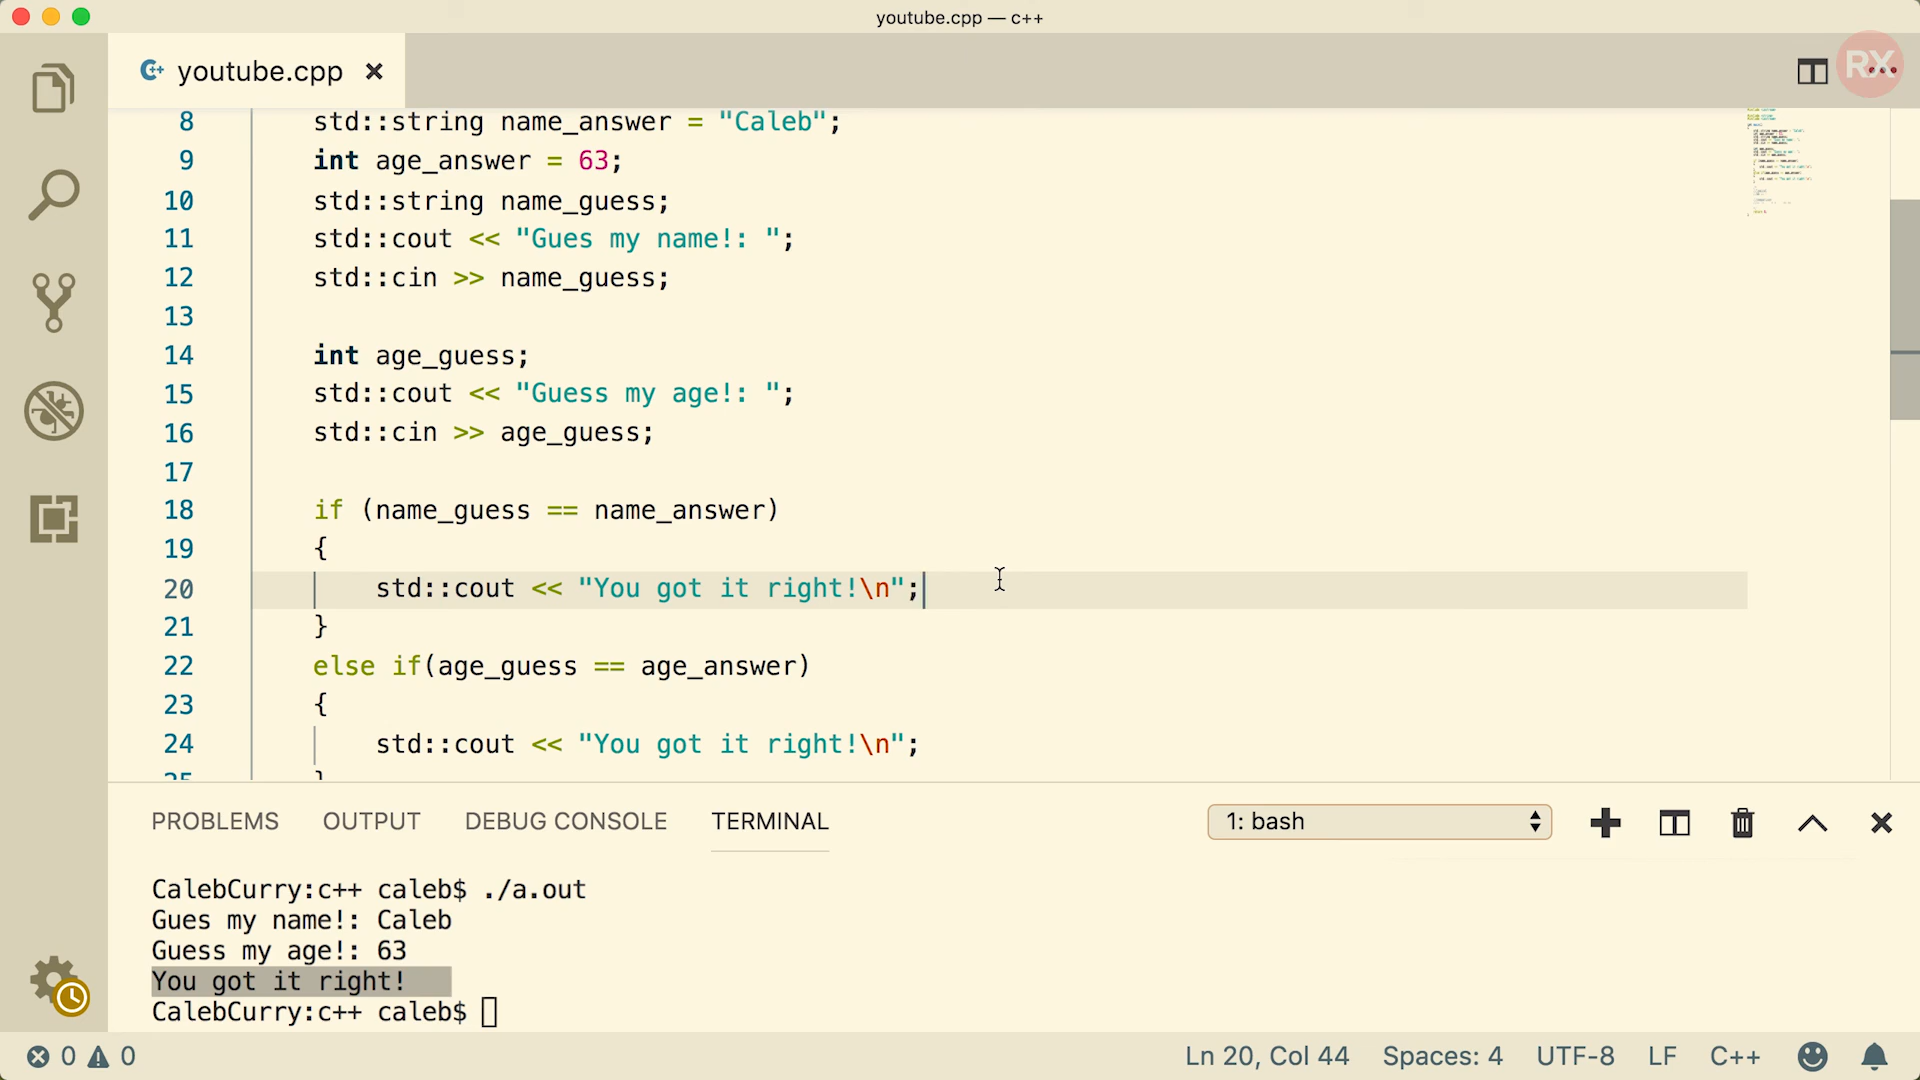 youtube.cpp — c++
youtube.cpp
RX
8 std::string name_answer = "Caleb";
9 int age_answer = 63;
10 std::string name_guess;
11 std::cout << "Gues my name!: ";
12 std::cin >> name_guess;
13
14 int age_guess;
15 std::cout << "Guess my age!: ";
16 std::cin >> age_guess;
17
18 if (name_guess == name_answer)
19 {
20 std::cout << "You got it right!\n";
21 }
22 else if(age_guess == age_answer)
23 {
24 std::cout << "You got it right!\n";
25 }
PROBLEMS OUTPUT DEBUG CONSOLE TERMINAL 1: bash
CalebCurry:c++ caleb$ ./a.out
Gues my name!: Caleb
Guess my age!: 63
You got it right!
CalebCurry:c++ caleb$
0 0 Ln 20, Col 44 Spaces: 4 UTF-8 LF C++